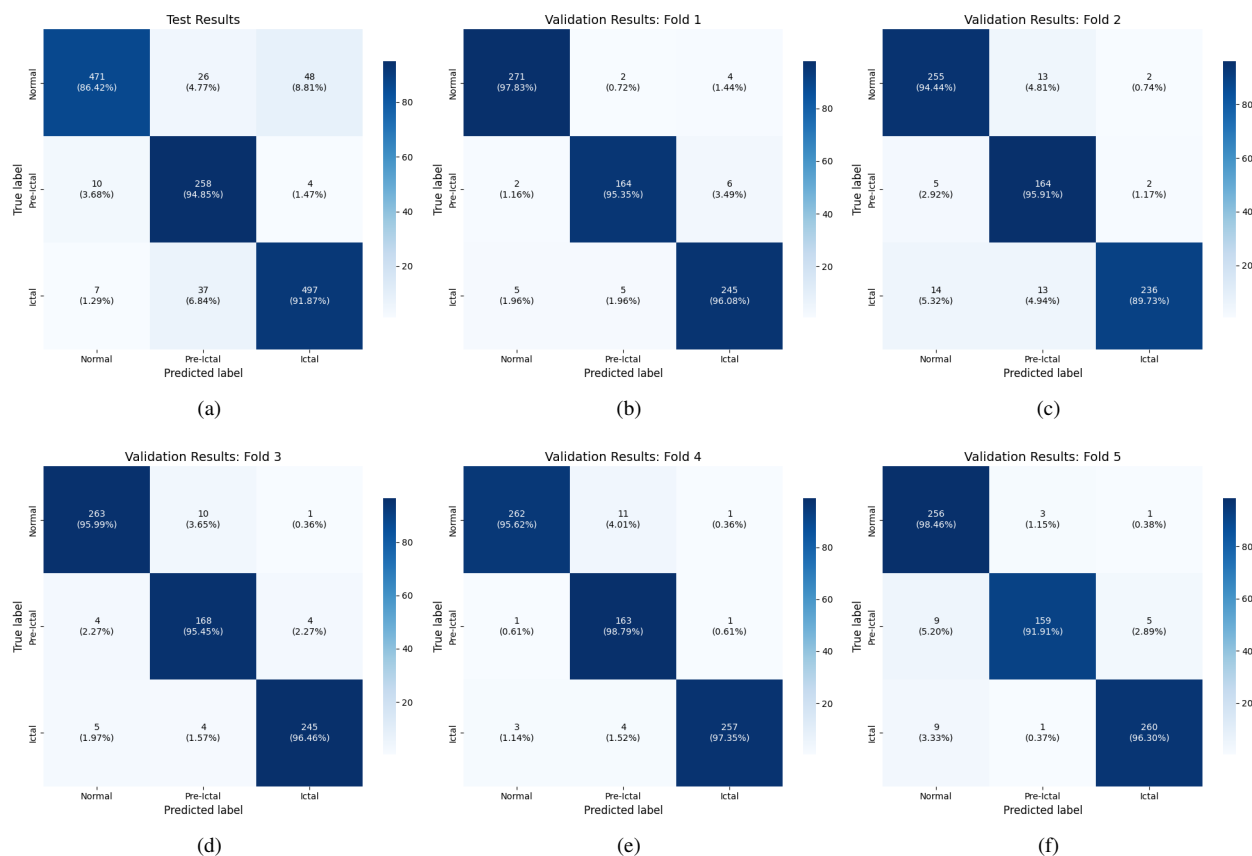 Test Results
471
(86.42%)
26
(4.77%)
48
(8.81%)
10
(3.68%)
258
(94.85%)
4
(1.47%)
7
(1.29%)
37
(6.84%)
497
(91.87%)
Normal
Pre-Ictal
Ictal
True label
Normal
Pre-Ictal
Ictal
Predicted label
80
60
40
20
(a)
Validation Results: Fold 1
271
(97.83%)
2
(0.72%)
4
(1.44%)
2
(1.16%)
164
(95.35%)
6
(3.49%)
5
(1.96%)
5
(1.96%)
245
(96.08%)
Normal
Pre-Ictal
Ictal
True label
Normal
Pre-Ictal
Ictal
Predicted label
80
60
40
20
(b)
Validation Results: Fold 2
255
(94.44%)
13
(4.81%)
2
(0.74%)
5
(2.92%)
164
(95.91%)
2
(1.17%)
14
(5.32%)
13
(4.94%)
236
(89.73%)
Normal
Pre-Ictal
Ictal
True label
Normal
Pre-Ictal
Ictal
Predicted label
80
60
40
20
(c)
Validation Results: Fold 3
263
(95.99%)
10
(3.65%)
1
(0.36%)
4
(2.27%)
168
(95.45%)
4
(2.27%)
5
(1.97%)
4
(1.57%)
245
(96.46%)
Normal
Pre-Ictal
Ictal
True label
Normal
Pre-Ictal
Ictal
Predicted label
80
60
40
20
(d)
Validation Results: Fold 4
262
(95.62%)
11
(4.01%)
1
(0.36%)
1
(0.61%)
163
(98.79%)
1
(0.61%)
3
(1.14%)
4
(1.52%)
257
(97.35%)
Normal
Pre-Ictal
Ictal
True label
Normal
Pre-Ictal
Ictal
Predicted label
80
60
40
20
(e)
Validation Results: Fold 5
256
(98.46%)
3
(1.15%)
1
(0.38%)
9
(5.20%)
159
(91.91%)
5
(2.89%)
9
(3.33%)
1
(0.37%)
260
(96.30%)
Normal
Pre-Ictal
Ictal
True label
Normal
Pre-Ictal
Ictal
Predicted label
80
60
40
20
(f)